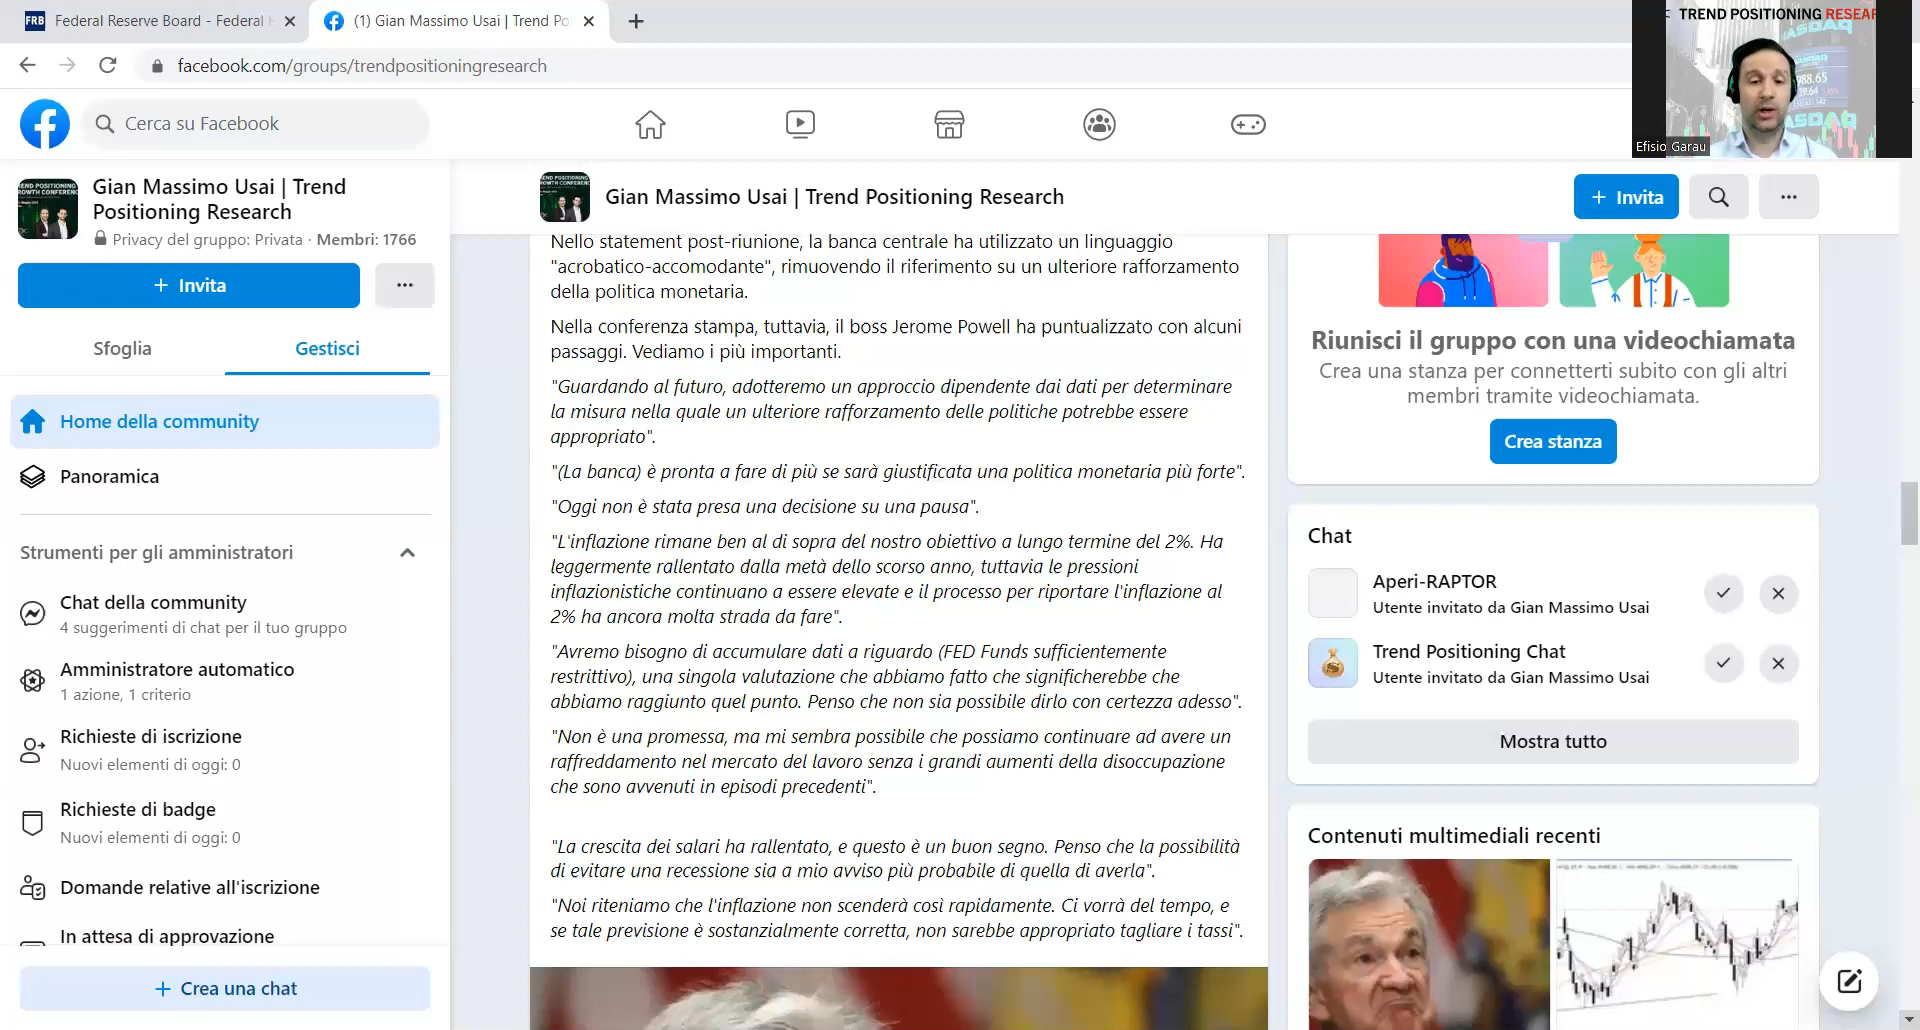 Federal Reserve Board - Federal
(1) Gian Massimo Usai | Trend Po
facebook.com/groups/trendpositioningresearch
TREND POSITIONING RESEAR
NASDAQ
988.65
NASDAQ
Efisio Garau
Cerca su Facebook
Gian Massimo Usai | Trend
Positioning Research
Privacy del gruppo: Privata · Membri: 1766
+ Invita
Sfoglia
Gestisci
Home della community
Panoramica
Strumenti per gli amministratori
Chat della community
4 suggerimenti di chat per il tuo gruppo
Amministratore automatico
1 azione, 1 criterio
Richieste di iscrizione
Nuovi elementi di oggi: 0
Richieste di badge
Nuovi elementi di oggi: 0
Domande relative all'iscrizione
In attesa di approvazione
+ Crea una chat
Gian Massimo Usai | Trend Positioning Research
+ Invita
Nello statement post-riunione, la banca centrale ha utilizzato un linguaggio
"acrobatico-accomodante", rimuovendo il riferimento su un ulteriore rafforzamento
della politica monetaria.
Nella conferenza stampa, tuttavia, il boss Jerome Powell ha puntualizzato con alcuni
passaggi. Vediamo i più importanti.
"Guardando al futuro, adotteremo un approccio dipendente dai dati per determinare
la misura nella quale un ulteriore rafforzamento delle politiche potrebbe essere
appropriato".
"(La banca) è pronta a fare di più se sarà giustificata una politica monetaria più forte".
"Oggi non è stata presa una decisione su una pausa".
"L'inflazione rimane ben al di sopra del nostro obiettivo a lungo termine del 2%. Ha
leggermente rallentato dalla metà dello scorso anno, tuttavia le pressioni
inflazionistiche continuano a essere elevate e il processo per riportare l'inflazione al
2% ha ancora molta strada da fare".
"Avremo bisogno di accumulare dati a riguardo (FED Funds sufficientemente
restrittivo), una singola valutazione che abbiamo fatto che significherebbe che
abbiamo raggiunto quel punto. Penso che non sia possibile dirlo con certezza adesso".
"Non è una promessa, ma mi sembra possibile che possiamo continuare ad avere un
raffreddamento nel mercato del lavoro senza i grandi aumenti della disoccupazione
che sono avvenuti in episodi precedenti".
"La crescita dei salari ha rallentato, e questo è un buon segno. Penso che la possibilità
di evitare una recessione sia a mio avviso più probabile di quella di averla".
"Noi riteniamo che l'inflazione non scenderà così rapidamente. Ci vorrà del tempo, e
se tale previsione è sostanzialmente corretta, non sarebbe appropriato tagliare i tassi".
Riunisci il gruppo con una videochiamata
Crea una stanza per connetterti subito con gli altri
membri tramite videochiamata.
Crea stanza
Chat
Aperi-RAPTOR
Utente invitato da Gian Massimo Usai
Trend Positioning Chat
Utente invitato da Gian Massimo Usai
Mostra tutto
Contenuti multimediali recenti